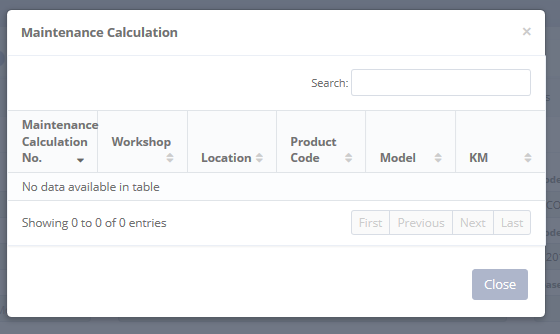 Maintenance Calculation
×
Search:
Maintenance Calculation No.
Workshop
Location
Product Code
Model
KM
No data available in table
Showing 0 to 0 of 0 entries
First Previous Next Last
Close